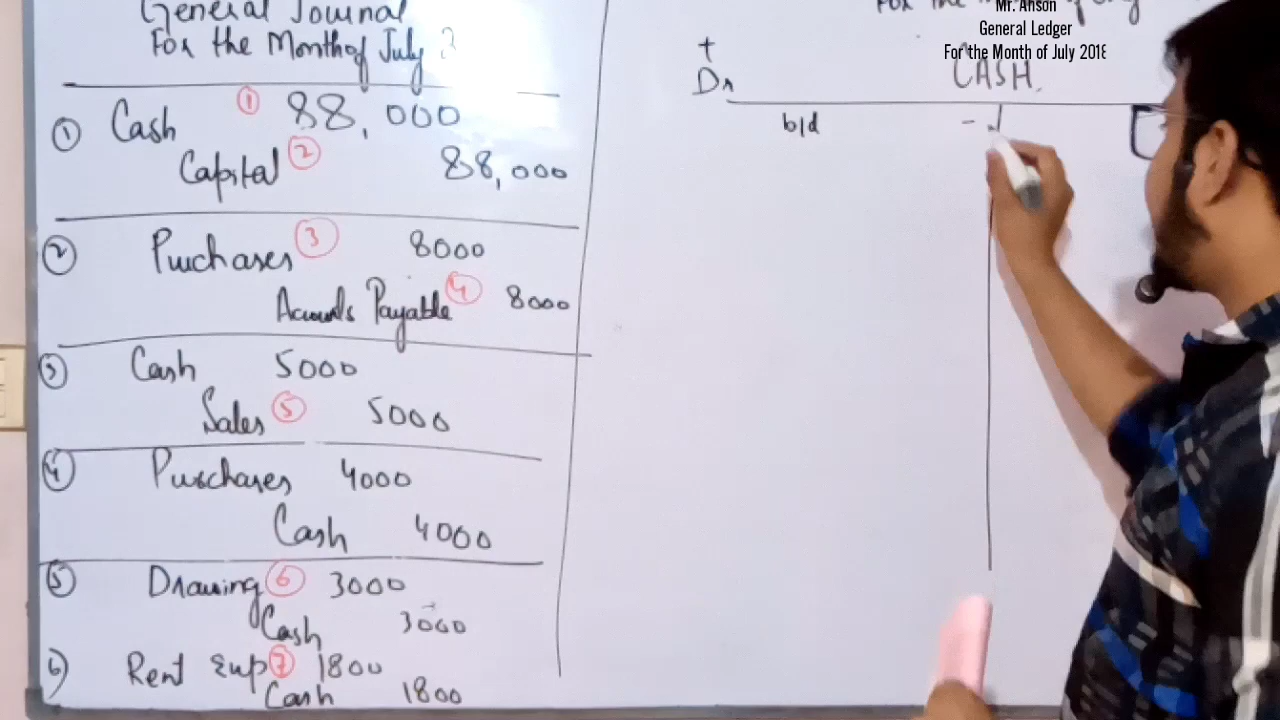 General Journal
For the Month of July
① Cash ① 88,000
Capital ② 88,000
② Purchases ③ 8000
Accounts Payable ④ 8000
③ Cash 5000
Sales ⑤ 5000
④ Purchases 4000
Cash 4000
⑤ Drawing ⑥ 3000
Cash 3000
6) Rent Exp ⑦ 1800
Cash 1800
For the
Mr. Ahson
General Ledger
For the Month of July 2018
CASH
+
Dr
b/d -